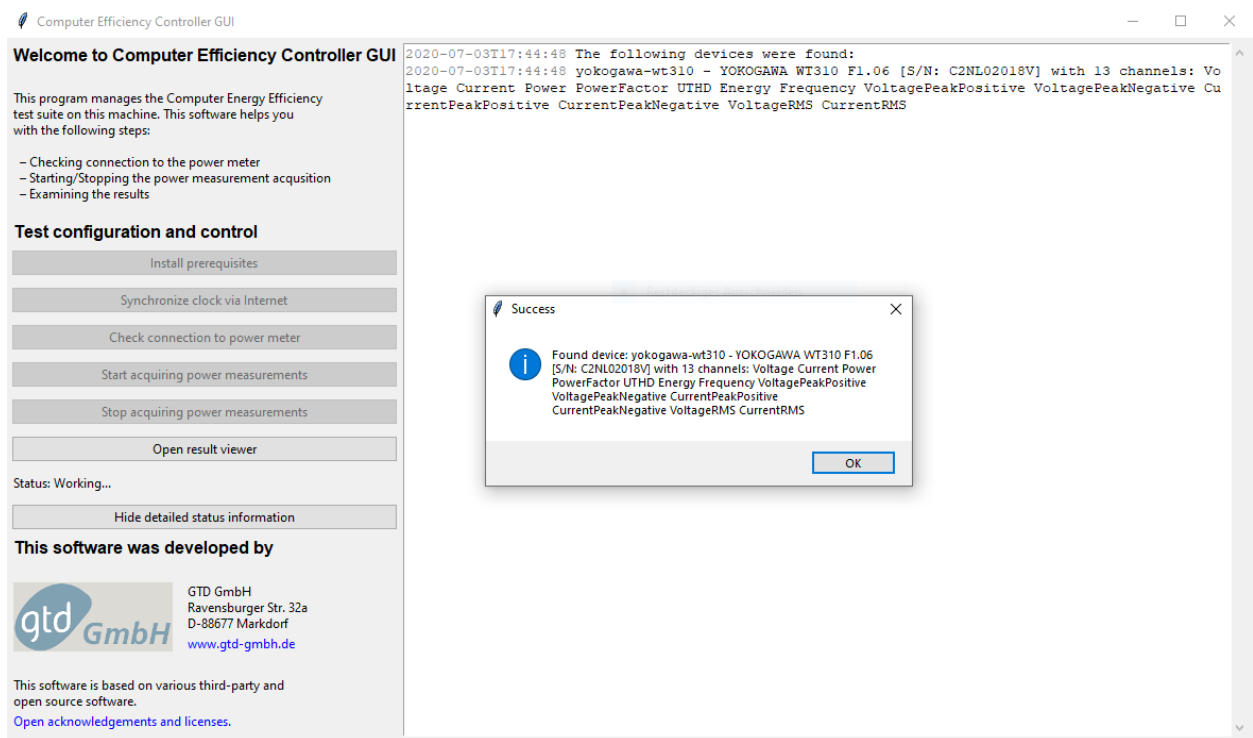 Computer Efficiency Controller GUI
Welcome to Computer Efficiency Controller GUI
This program manages the Computer Energy Efficiency
test suite on this machine. This software helps you
with the following steps:
– Checking connection to the power meter
– Starting/Stopping the power measurement acqusition
– Examining the results
Test configuration and control
Install prerequisites
Synchronize clock via Internet
Check connection to power meter
Start acquiring power measurements
Stop acquiring power measurements
Open result viewer
Status: Working...
Hide detailed status information
This software was developed by
gtd GmbH
GTD GmbH
Ravensburger Str. 32a
D-88677 Markdorf
www.gtd-gmbh.de
This software is based on various third-party and
open source software.
Open acknowledgements and licenses.
2020-07-03T17:44:48 The following devices were found:
2020-07-03T17:44:48 yokogawa-wt310 - YOKOGAWA WT310 F1.06 [S/N: C2NL02018V] with 13 channels: Vo
ltage Current Power PowerFactor UTHD Energy Frequency VoltagePeakPositive VoltagePeakNegative Cu
rrentPeakPositive CurrentPeakNegative VoltageRMS CurrentRMS
Success
Found device: yokogawa-wt310 - YOKOGAWA WT310 F1.06
[S/N: C2NL02018V] with 13 channels: Voltage Current Power
PowerFactor UTHD Energy Frequency VoltagePeakPositive
VoltagePeakNegative CurrentPeakPositive
CurrentPeakNegative VoltageRMS CurrentRMS
OK